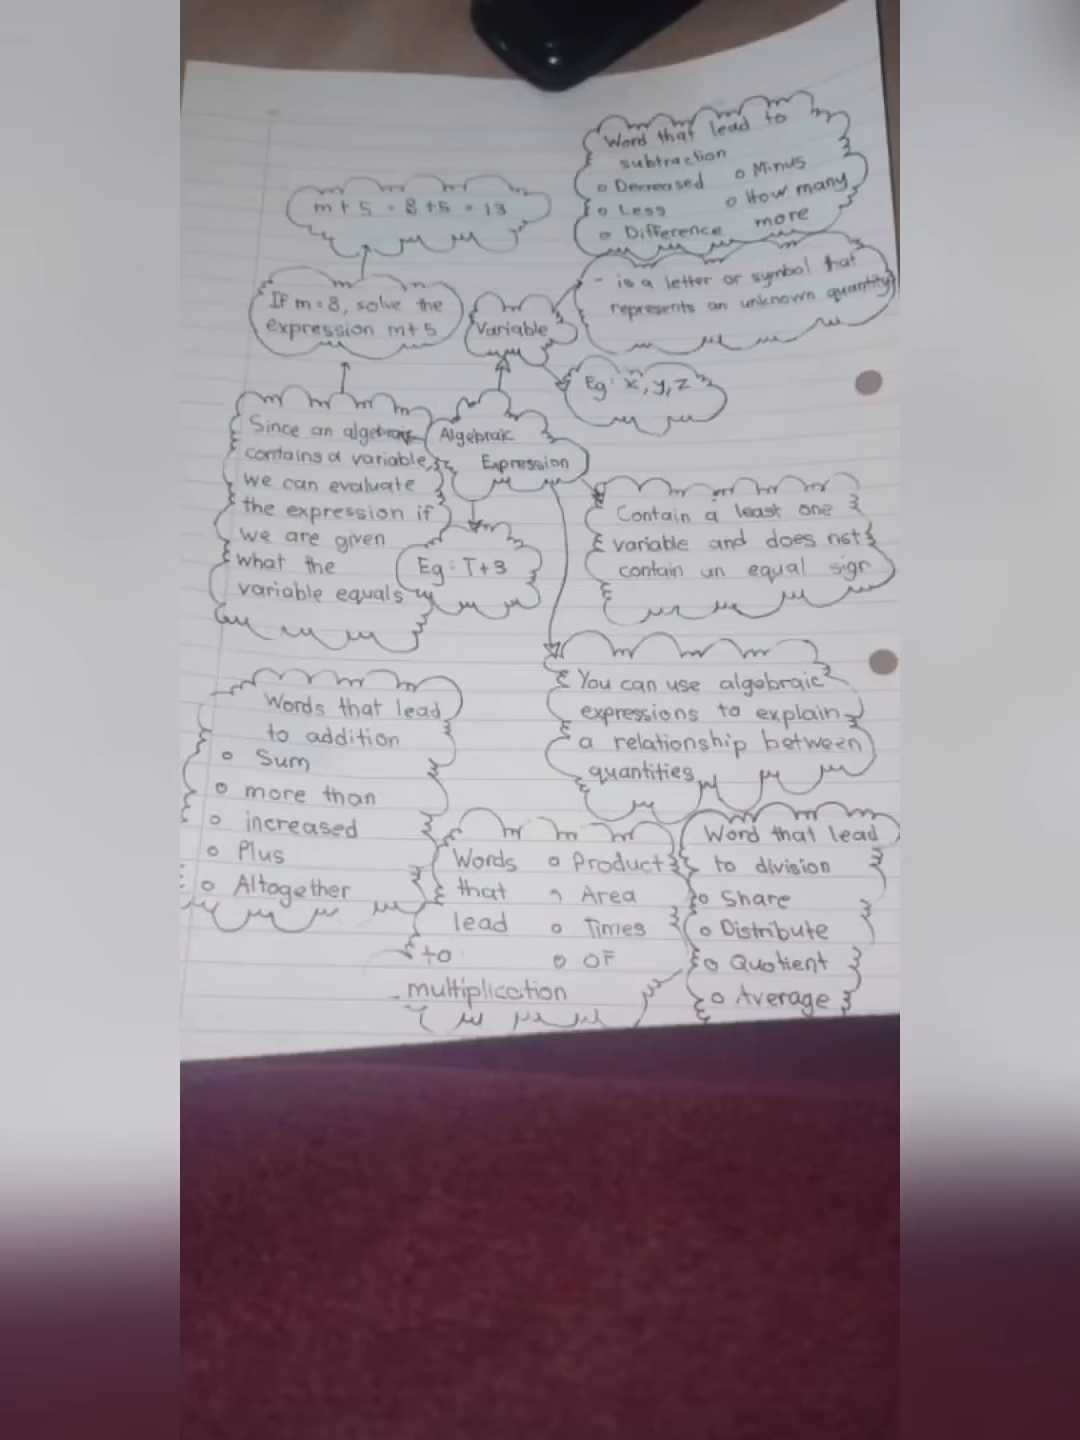 Word that lead to
subtraction
o Decreased
o Less
o Difference
o Minus
o How many
more
m + 5 = 8 + 5 = 13
If m = 8, solve the
expression m + 5
Variable
- is a letter or symbol that
represents an unknown quantity
Eg: x, y, z
Since an algebraic
contains a variable,
we can evaluate
the expression if
we are given
what the
variable equals
Algebraic
Expression
Eg: T+3
Contain a least one
variable and does not
contain un equal sign
You can use algebraic
expressions to explain
a relationship between
quantities
Words that lead
to addition
o Sum
o more than
o increased
o Plus
o Altogether
Words
that
lead
to
multiplication
o Product
o Area
o Times
o OF
Word that lead
to division
o Share
o Distribute
o Quotient
o Average